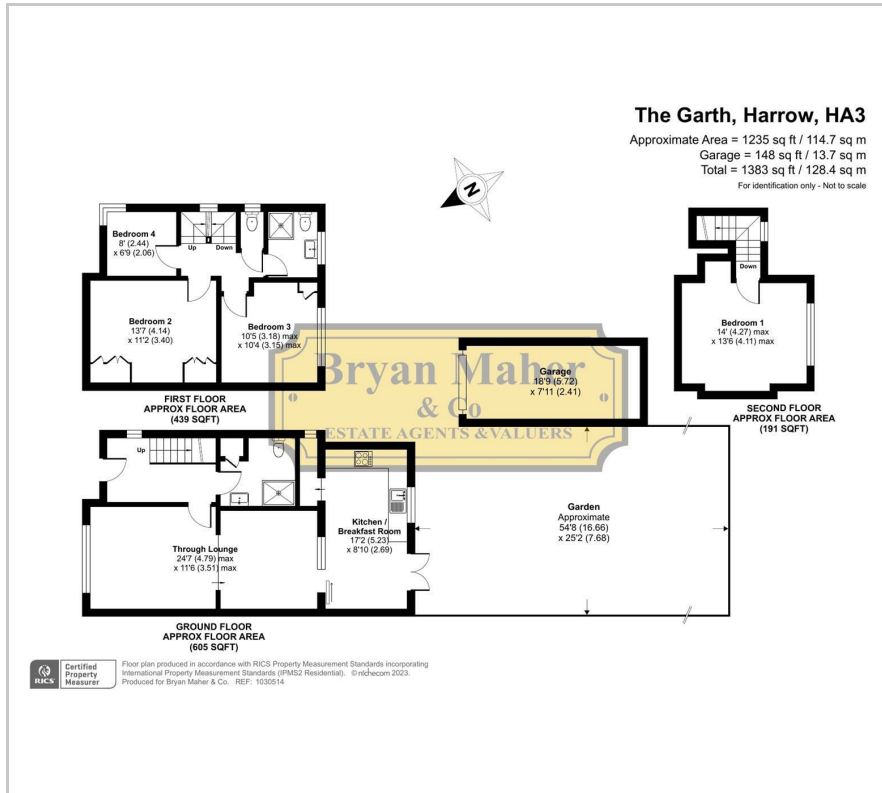 The Garth, Harrow, HA3
Approximate Area = 1235 sq ft / 114.7 sq m
Garage = 148 sq ft / 13.7 sq m
Total = 1383 sq ft / 128.4 sq m
For identification only - Not to scale
N
Bedroom 4
8' (2.44)
x 6'9 (2.06)
Up
Down
Bedroom 2
13'7 (4.14)
x 11'2 (3.40)
Bedroom 3
10'5 (3.18) max
x 10'4 (3.15) max
FIRST FLOOR
APPROX FLOOR AREA
(439 SQFT)
Down
Bedroom 1
14' (4.27) max
x 13'6 (4.11) max
SECOND FLOOR
APPROX FLOOR AREA
(191 SQFT)
Bryan Maher
& Co
ESTATE AGENTS & VALUERS
Garage
18'9 (5.72)
x 7'11 (2.41)
Up
Through Lounge
24'7 (4.79) max
x 11'6 (3.51) max
Kitchen /
Breakfast Room
17'2 (5.23)
x 8'10 (2.69)
Garden
Approximate
54'8 (16.66)
x 25'2 (7.68)
GROUND FLOOR
APPROX FLOOR AREA
(605 SQFT)
RICS
Certified
Property
Measurer
Floor plan produced in accordance with RICS Property Measurement Standards incorporating
International Property Measurement Standards (IPMS2 Residential). © nichecom 2023.
Produced for Bryan Maher & Co. REF: 1030514